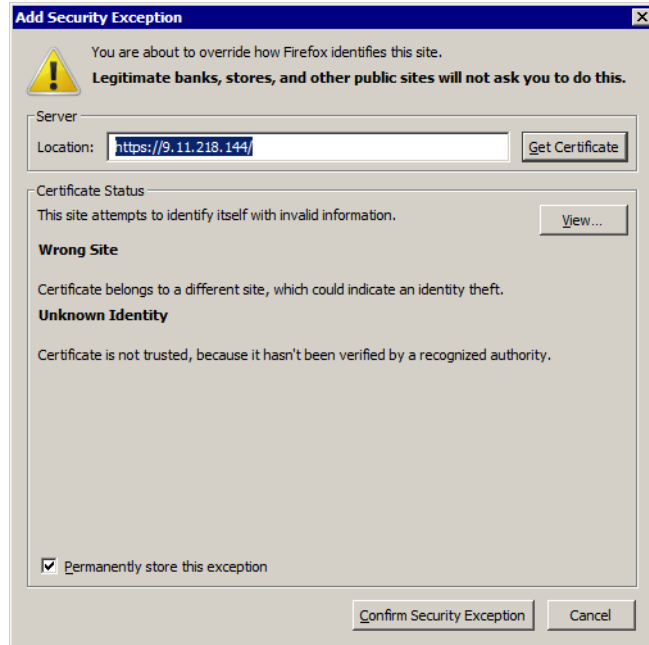 Add Security Exception
You are about to override how Firefox identifies this site.
Legitimate banks, stores, and other public sites will not ask you to do this.
Server
Location: https://9.11.218.144/ Get Certificate
Certificate Status
This site attempts to identify itself with invalid information. View...
Wrong Site
Certificate belongs to a different site, which could indicate an identity theft.
Unknown Identity
Certificate is not trusted, because it hasn't been verified by a recognized authority.
Permanently store this exception
Confirm Security Exception Cancel